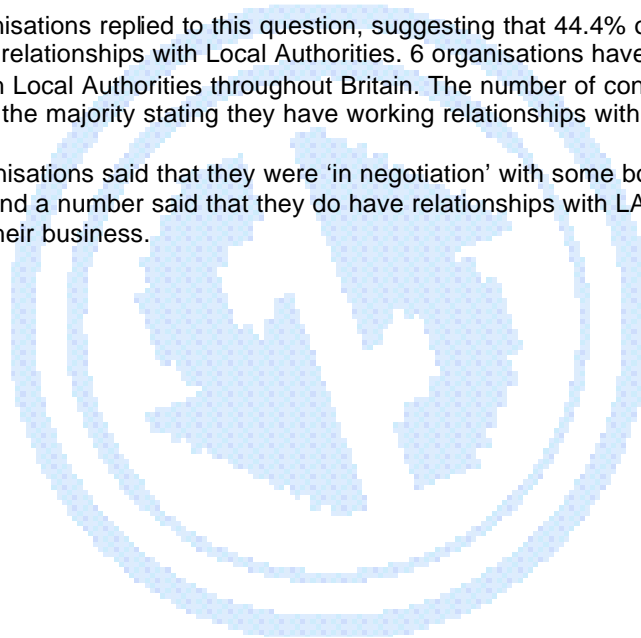 nisations replied to this question, suggesting that 44.4% o
relationships with Local Authorities. 6 organisations have
Local Authorities throughout Britain. The number of con
the majority stating they have working relationships with
nisations said that they were ‘in negotiation’ with some bo
nd a number said that they do have relationships with LA
heir business.